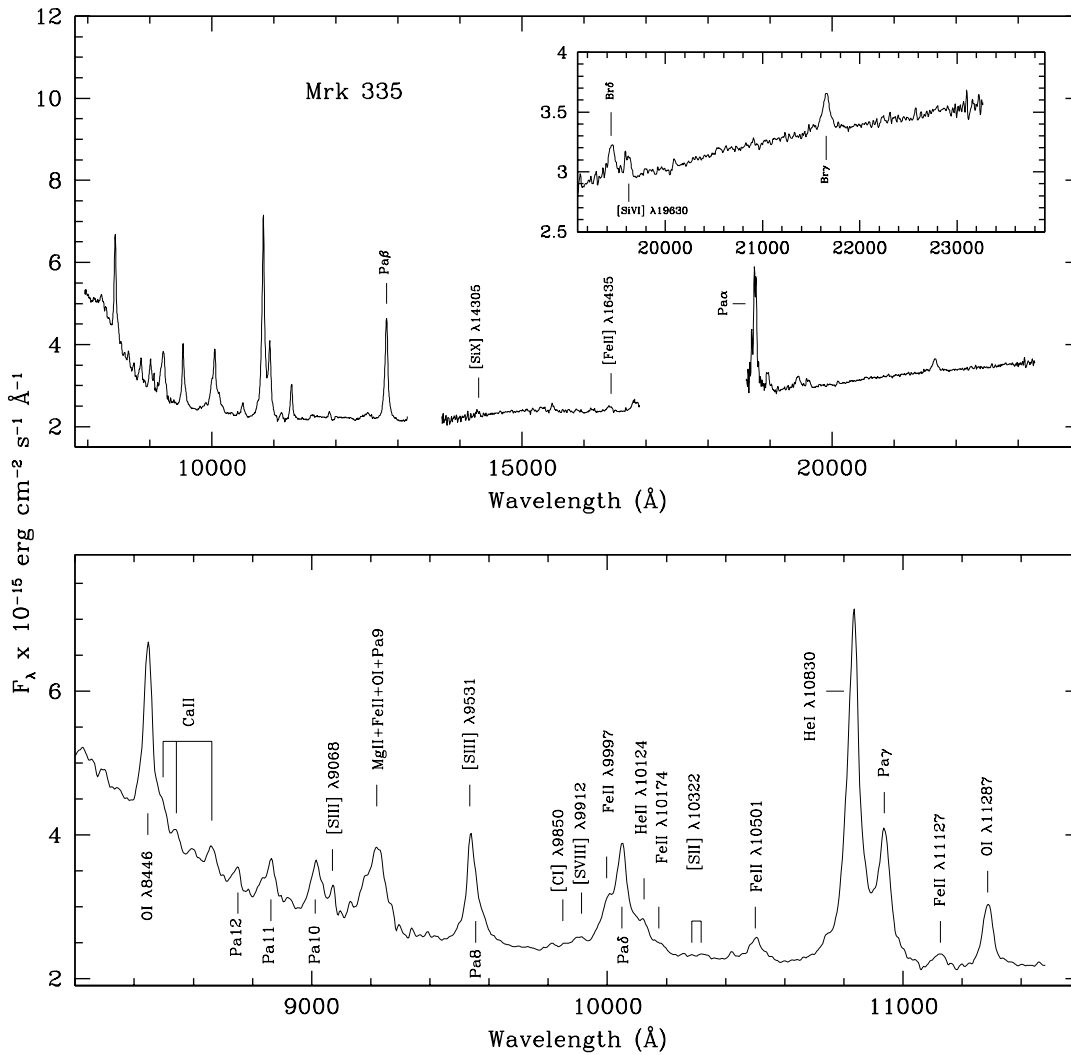 12
10
8
6
4
2
Mrk 335
Paβ
[SiX] λ14305
[FeII] λ16435
Paα
10000
15000
20000
Wavelength (Å)
4
3.5
3
2.5
Brδ
[SiVI] λ19630
Brγ
20000
21000
22000
23000
F_λ x 10⁻¹⁵ erg cm⁻² s⁻¹ Å⁻¹
6
4
2
OI λ8446
CaII
Pa12
Pa11
Pa10
[SIII] λ9068
MgII+FeII+OI+Pa9
[SIII] λ9531
Pa8
[CI] λ9850
[SVIII] λ9912
FeII λ9997
Paδ
HeII λ10124
FeII λ10174
[SII] λ10322
FeII λ10501
HeI λ10830
Paγ
FeII λ11127
OI λ11287
9000
10000
11000
Wavelength (Å)